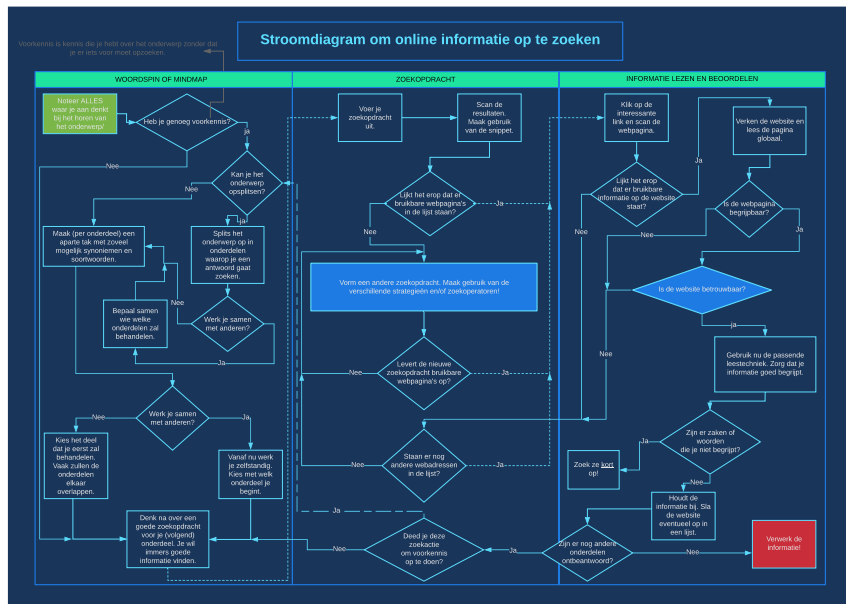 Stroomdiagram om online informatie op te zoeken
Voorkennis is kennis die je hebt over het onderwerp zonder dat
je er iets voor moet opzoeken.
WOORDSPIN OF MINDMAP
ZOEKOPDRACHT
INFORMATIE LEZEN EN BEOORDELEN
Noteer ALLES
waar je aan denkt
bij het horen van
het onderwerp/
Heb je genoeg voorkennis?
ja
Nee
Kan je het
onderwerp
opsplitsen?
Nee
ja
Maak (per onderdeel) een
aparte tak met zoveel
mogelijk synoniemen en
soortwoorden.
Splits het
onderwerp op in
onderdelen
waarop je een
antwoord gaat
zoeken.
Nee
Bepaal samen
wie welke
onderdelen zal
behandelen.
Werk je samen
met anderen?
Ja
Werk je samen
met anderen?
Nee
Ja
Kies het deel
dat je eerst zal
behandelen.
Vaak zullen de
onderdelen
elkaar
overlappen.
Vanaf nu werk
je zelfstandig.
Kies met welk
onderdeel je
begint.
Denk na over een
goede zoekopdracht
voor je (volgend)
onderdeel. Je wil
immers goede
informatie vinden.
Voer je
zoekopdracht
uit.
Scan de
resultaten.
Maak gebruik
van de snippet.
Lijkt het erop dat er
bruikbare webpagina's
in de lijst staan?
Ja
Nee
Vorm een andere zoekopdracht. Maak gebruik van de
verschillende strategieën en/of zoekoperatoren!
Levert de nieuwe
zoekopdracht bruikbare
webpagina's op?
Nee
Ja
Staan er nog
andere webadressen
in de lijst?
Nee
Ja
Ja
Deed je deze
zoekactie
om voorkennis
op te doen?
Nee
Ja
Klik op de
interessante
link en scan de
webpagina.
Verken de website en
lees de pagina
globaal.
Ja
Lijkt het erop
dat er bruikbare
informatie op de website
staat?
Nee
Is de webpagina
begrijpbaar?
Nee
Ja
Is de website betrouwbaar?
ja
Nee
Gebruik nu de passende
leestechniek. Zorg dat je
informatie goed begrijpt.
Zijn er zaken of
woorden
die je niet begrijpt?
Ja
Zoek ze kort
op!
Nee
Houdt de
informatie bij. Sla
de website
eventueel op in
een lijst.
Zijn er nog andere
onderdelen
ontbeantwoord?
Nee
Verwerk de
informatie!